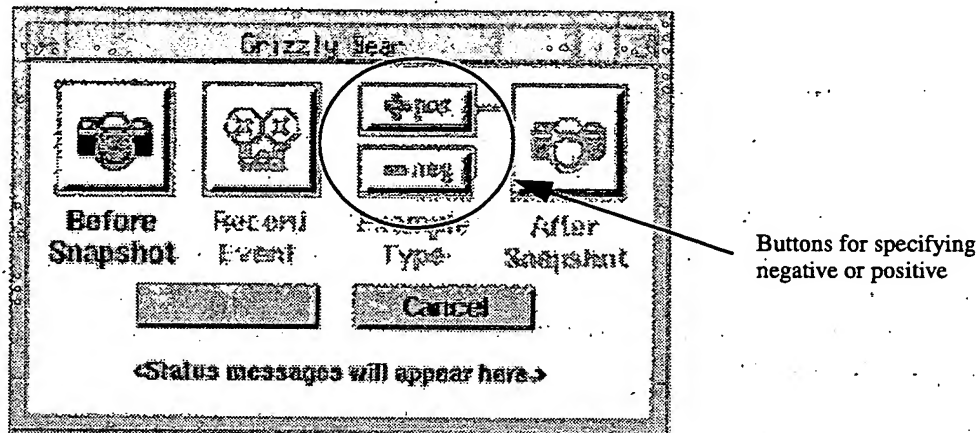 Grizzly Bear
pos
neg
Before
Snapshot
Record
Event
Example
Type
After
Snapshot
Cancel
<Status messages will appear here.>
Buttons for specifying
negative or positive